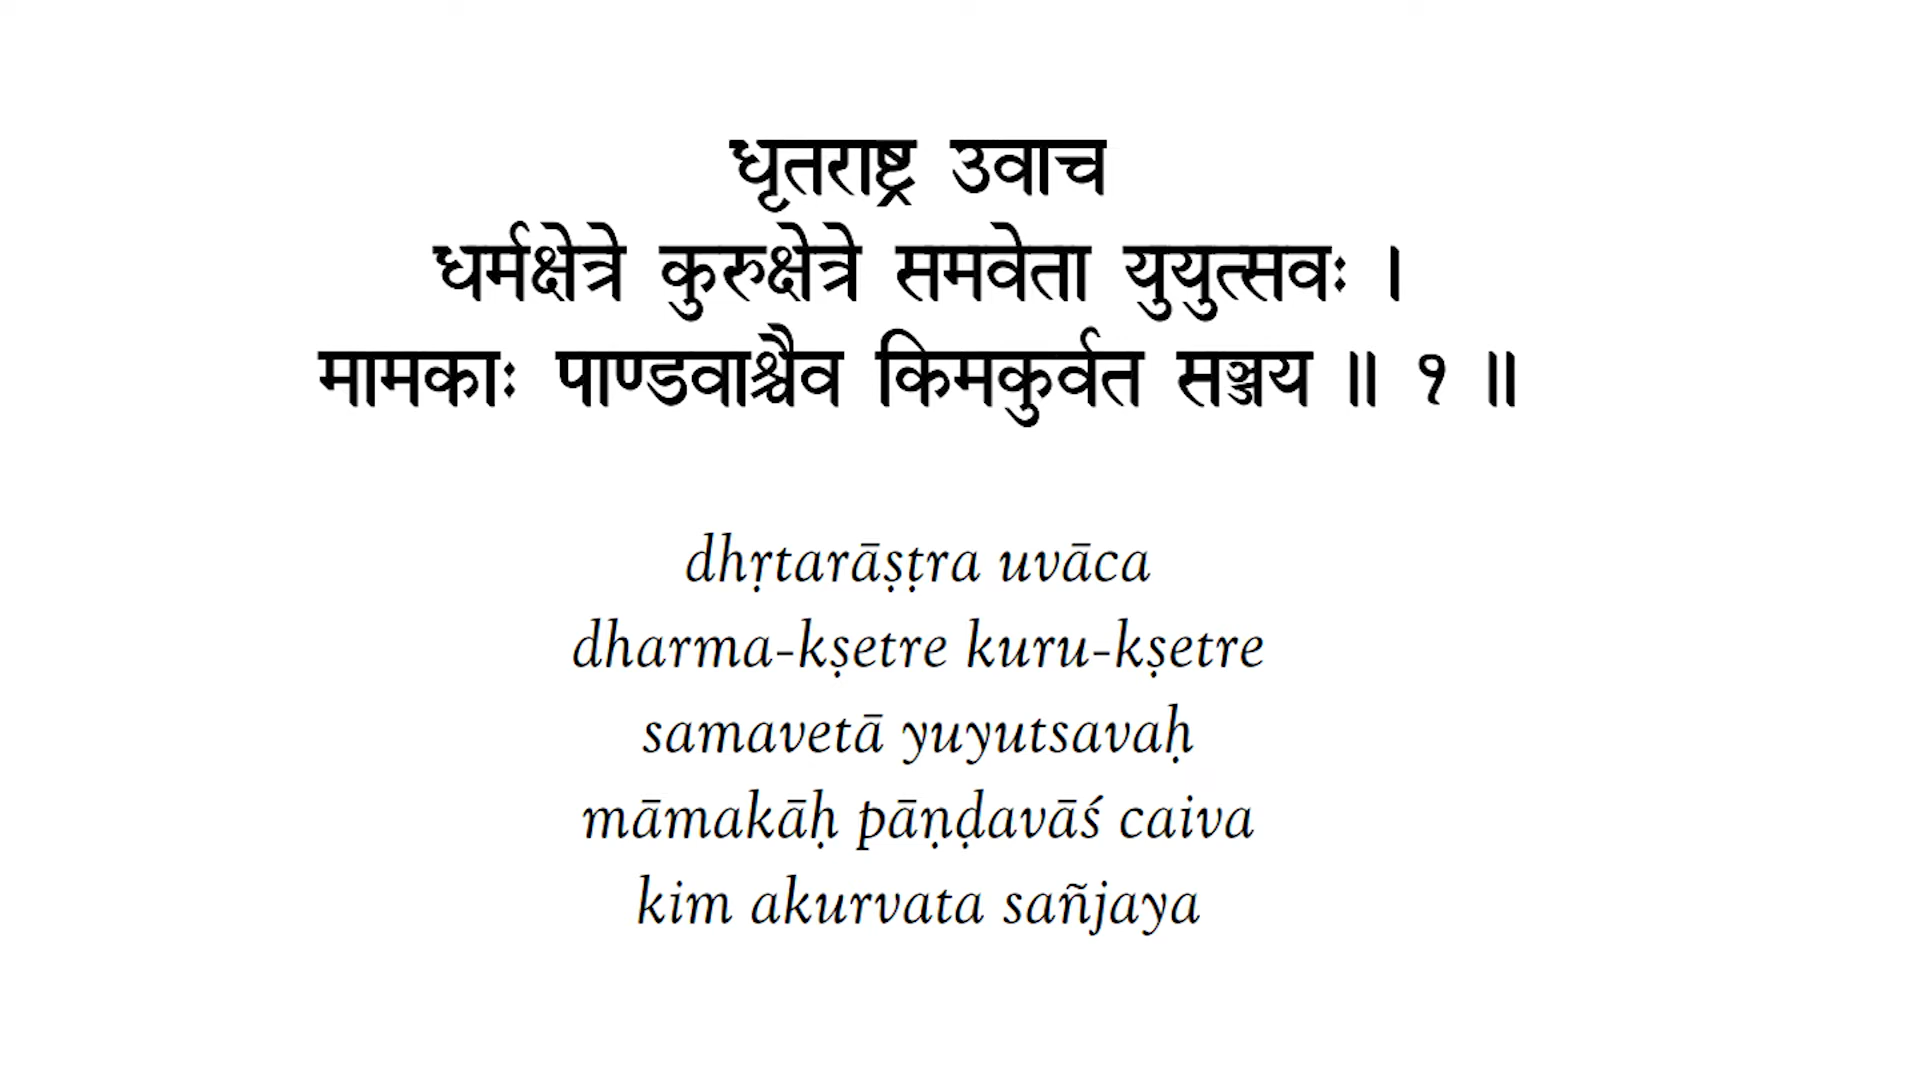 धृतराष्ट्र उवाच
धर्मक्षेत्रे कुरुक्षेत्रे समवेता युयुत्सवः ।
मामकाः पाण्डवाश्चैव किमकुर्वत सञ्जय ॥ १ ॥
dhṛtarāṣṭra uvāca
dharma-kṣetre kuru-kṣetre
samavetā yuyutsavaḥ
māmakāḥ pāṇḍavāś caiva
kim akurvata sañjaya